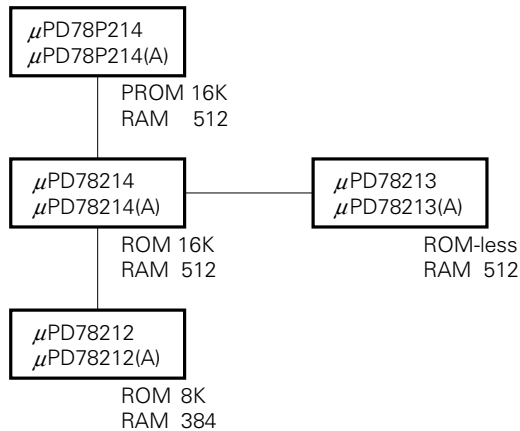 μPD78P214
μPD78P214(A)
PROM 16K
RAM 512
μPD78214
μPD78214(A)
ROM 16K
RAM 512
μPD78213
μPD78213(A)
ROM-less
RAM 512
μPD78212
μPD78212(A)
ROM 8K
RAM 384